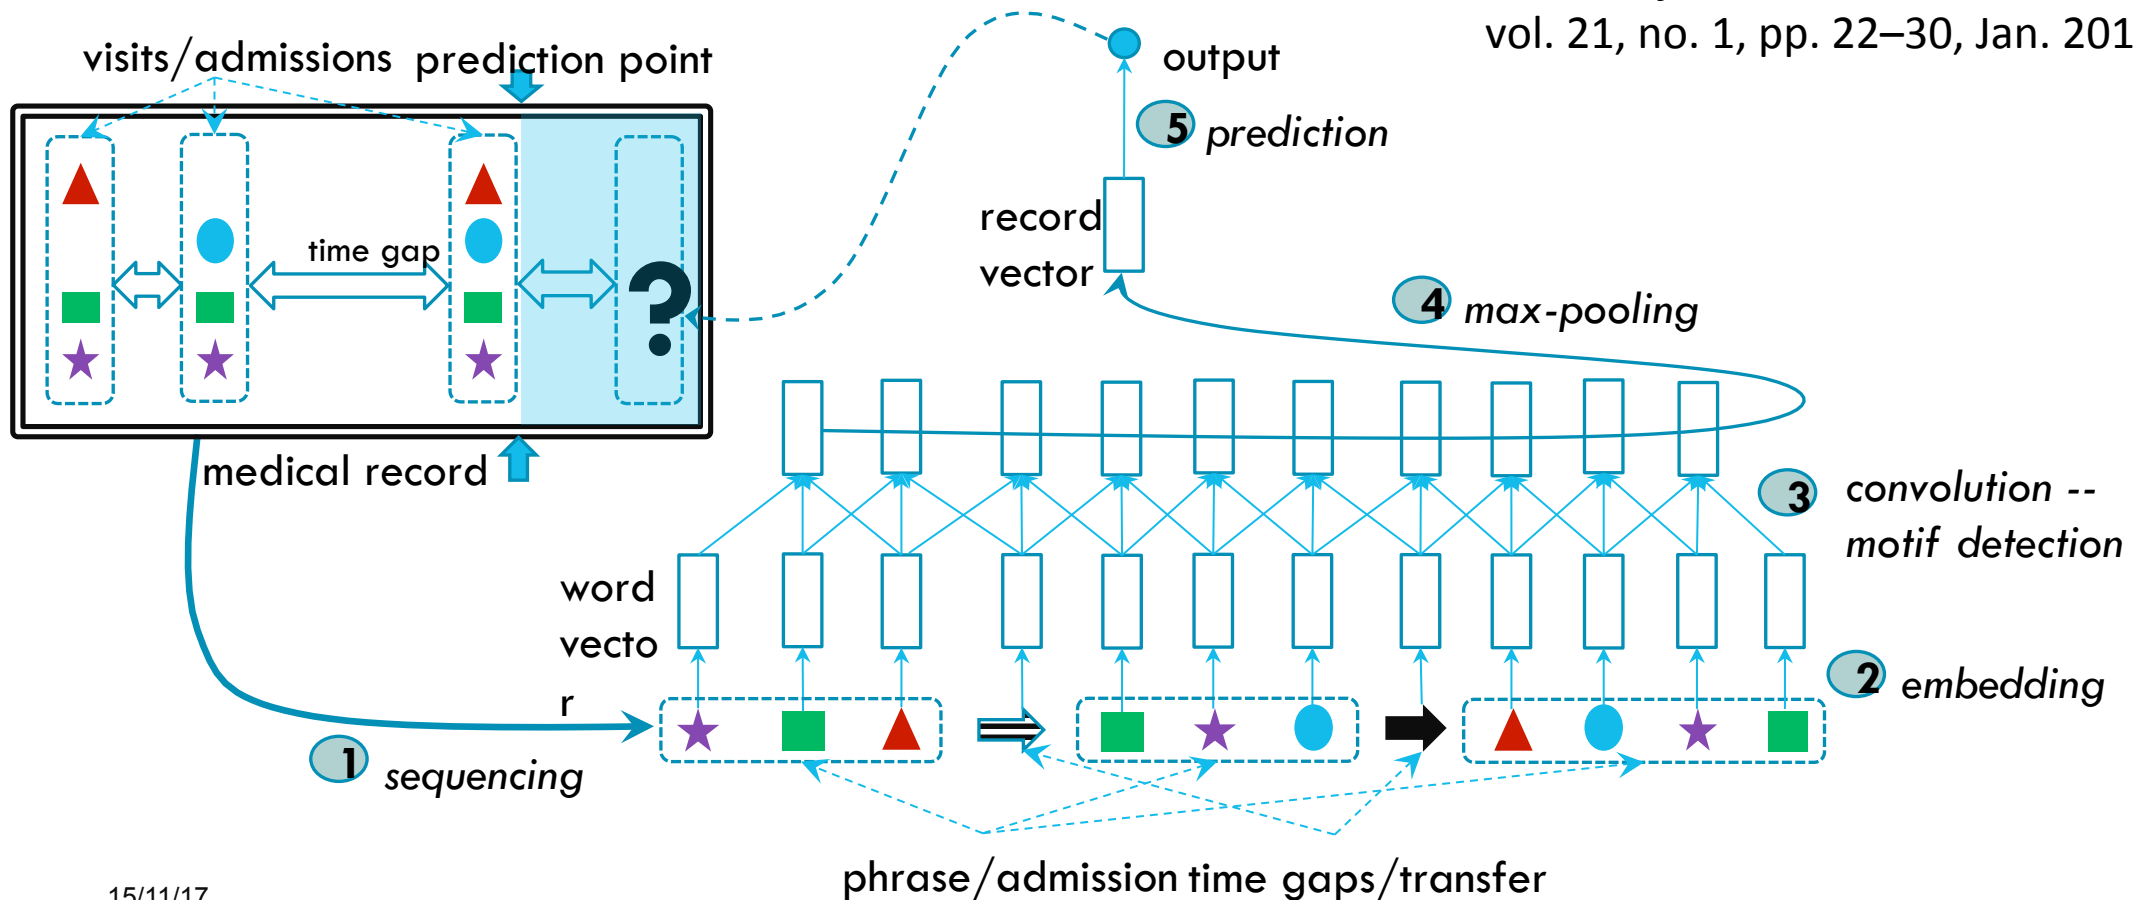 vol. 21, no. 1, pp. 22–30, Jan. 201
visits/admissions
prediction point
output
5 prediction
time gap
record
vector
4 max-pooling
medical record
3 convolution --
motif detection
word
vecto
r
2 embedding
1 sequencing
phrase/admission
time gaps/transfer
15/11/17